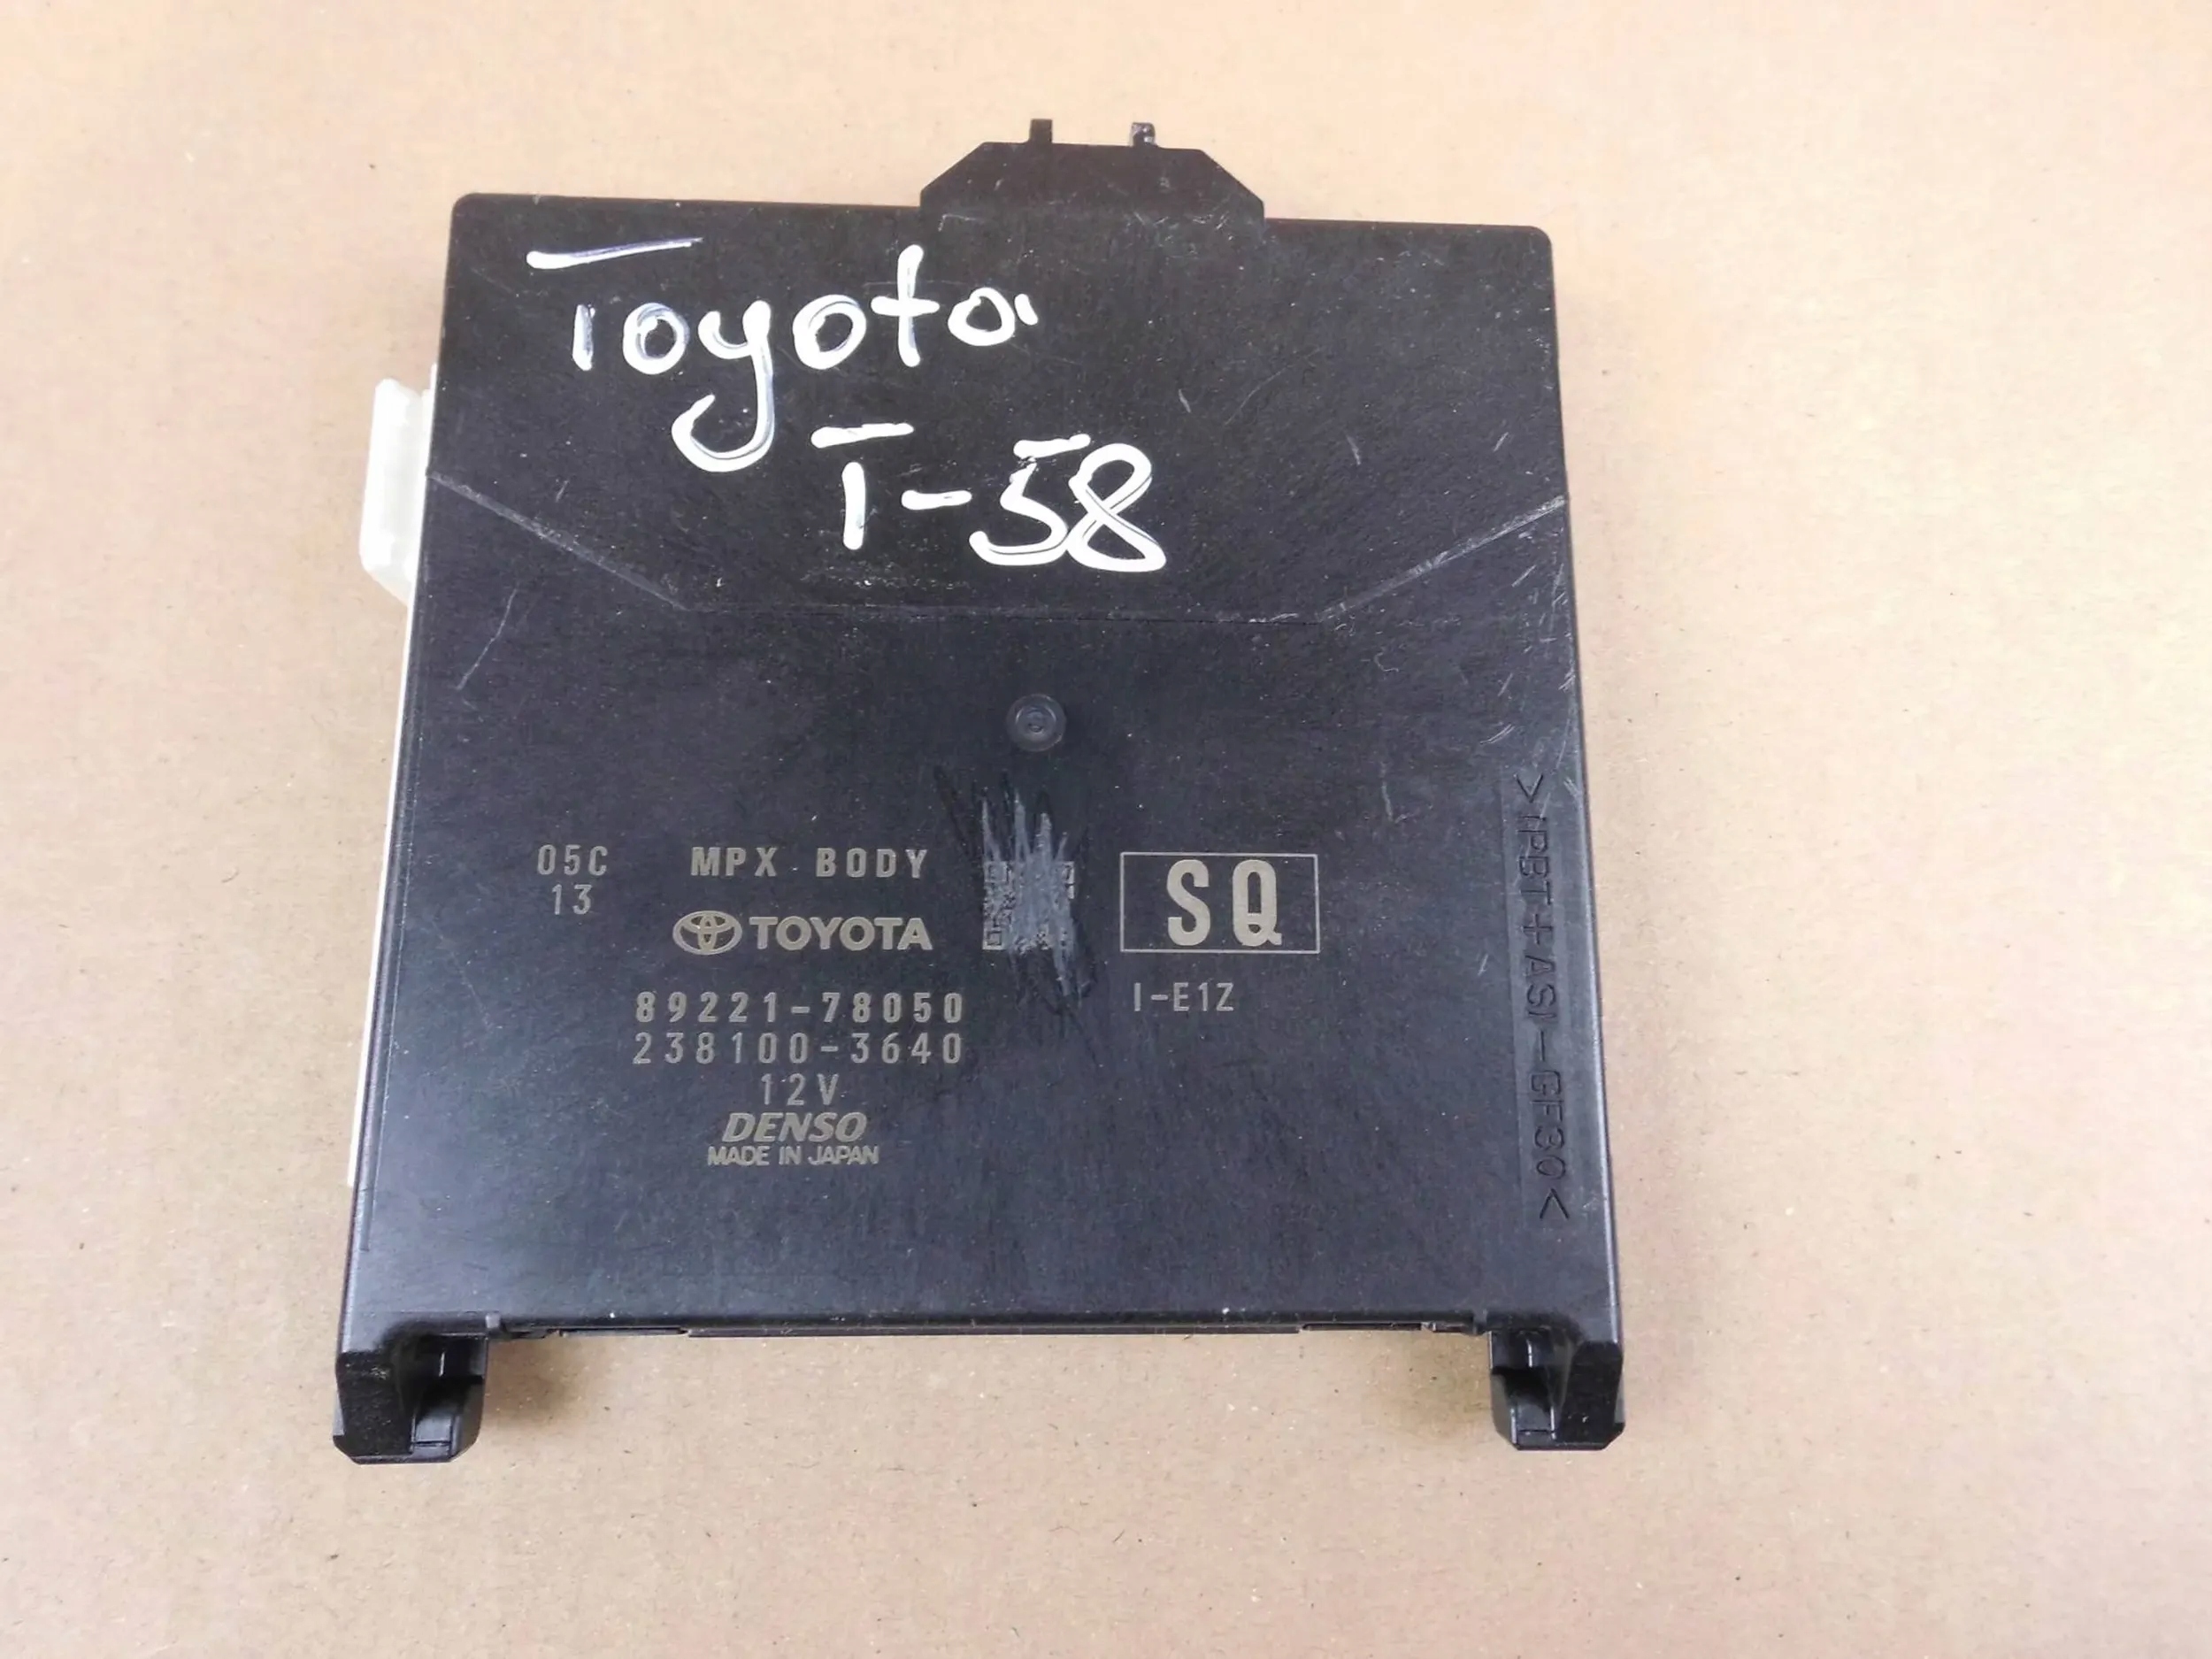 Toyota
T-58
05C
13
MPX BODY
TOYOTA
SQ
I-E1Z
89221-78050
238100-3640
12V
DENSO
MADE IN JAPAN
>(PBT+AS)-GF30<